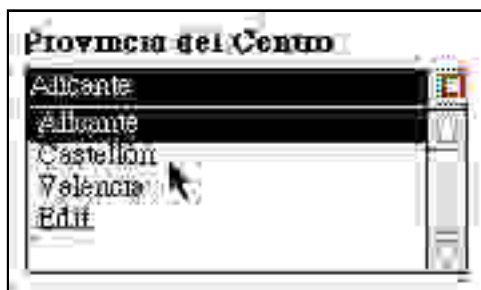 Provincia del Centro
Alicante
Alicante
Castellón
Valencia
Edit